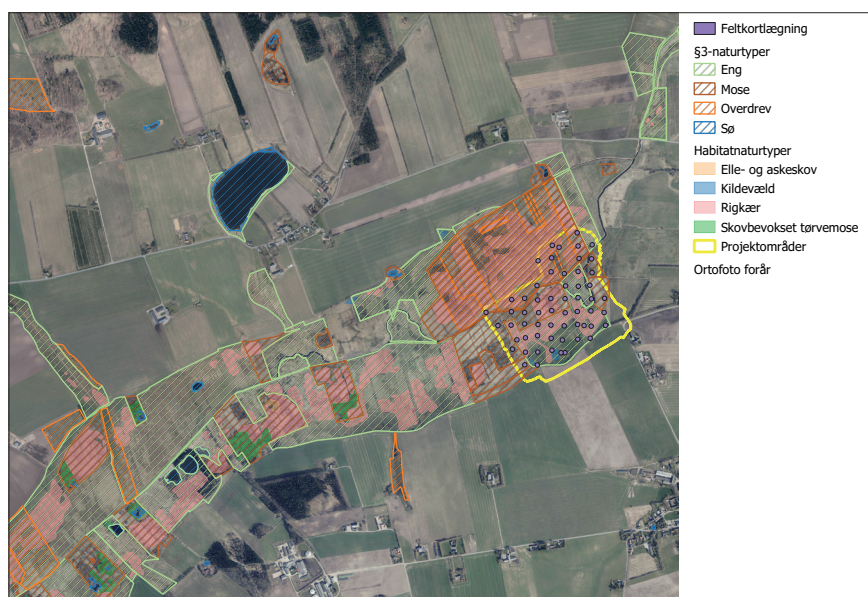 Feltkortlægning
§3-naturtyper
Eng
Mose
Overdrev
Sø
Habitatnaturtyper
Elle- og askeskov
Kildevæld
Rigkær
Skovbevokset tørvemose
Projektområder
Ortofoto forår